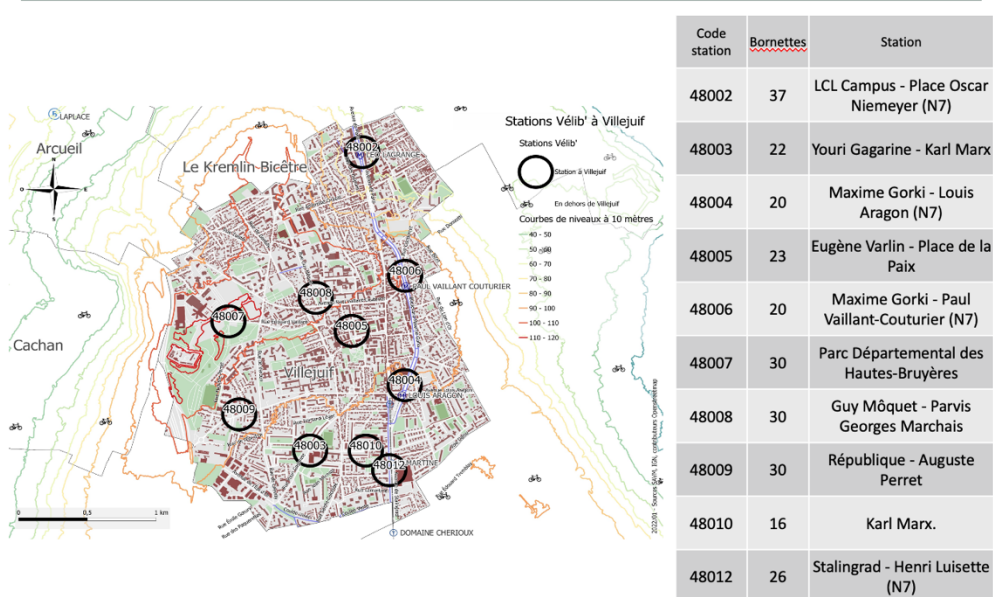 LAPLACE
Arcueil
Le Kremlin-Bicêtre
N
O
E
S
Cachan
Villejuif
48002
48006
PAUL VAILLANT COUTURIER
48008
48007
48005
48004
LOUIS ARAGON
48009
48003
48010
48012
DOMAINE CHERIOUX
0
0,5
1 km
Stations Vélib' à Villejuif
Stations Vélib'
Station à Villejuif
En dehors de Villejuif
Courbes de niveaux à 10 mètres
40 - 50
50 - 60
60 - 70
70 - 80
80 - 90
90 - 100
100 - 110
110 - 120
Code station Bornettes Station
48002 37 LCL Campus - Place Oscar
Niemeyer (N7)
48003 22 Youri Gagarine - Karl Marx
48004 20 Maxime Gorki - Louis
Aragon (N7)
48005 23 Eugène Varlin - Place de la
Paix
48006 20 Maxime Gorki - Paul
Vaillant-Couturier (N7)
48007 30 Parc Départemental des
Hautes-Bruyères
48008 30 Guy Môquet - Parvis
Georges Marchais
48009 30 République - Auguste
Perret
48010 16 Karl Marx.
48012 26 Stalingrad - Henri Luisette
(N7)